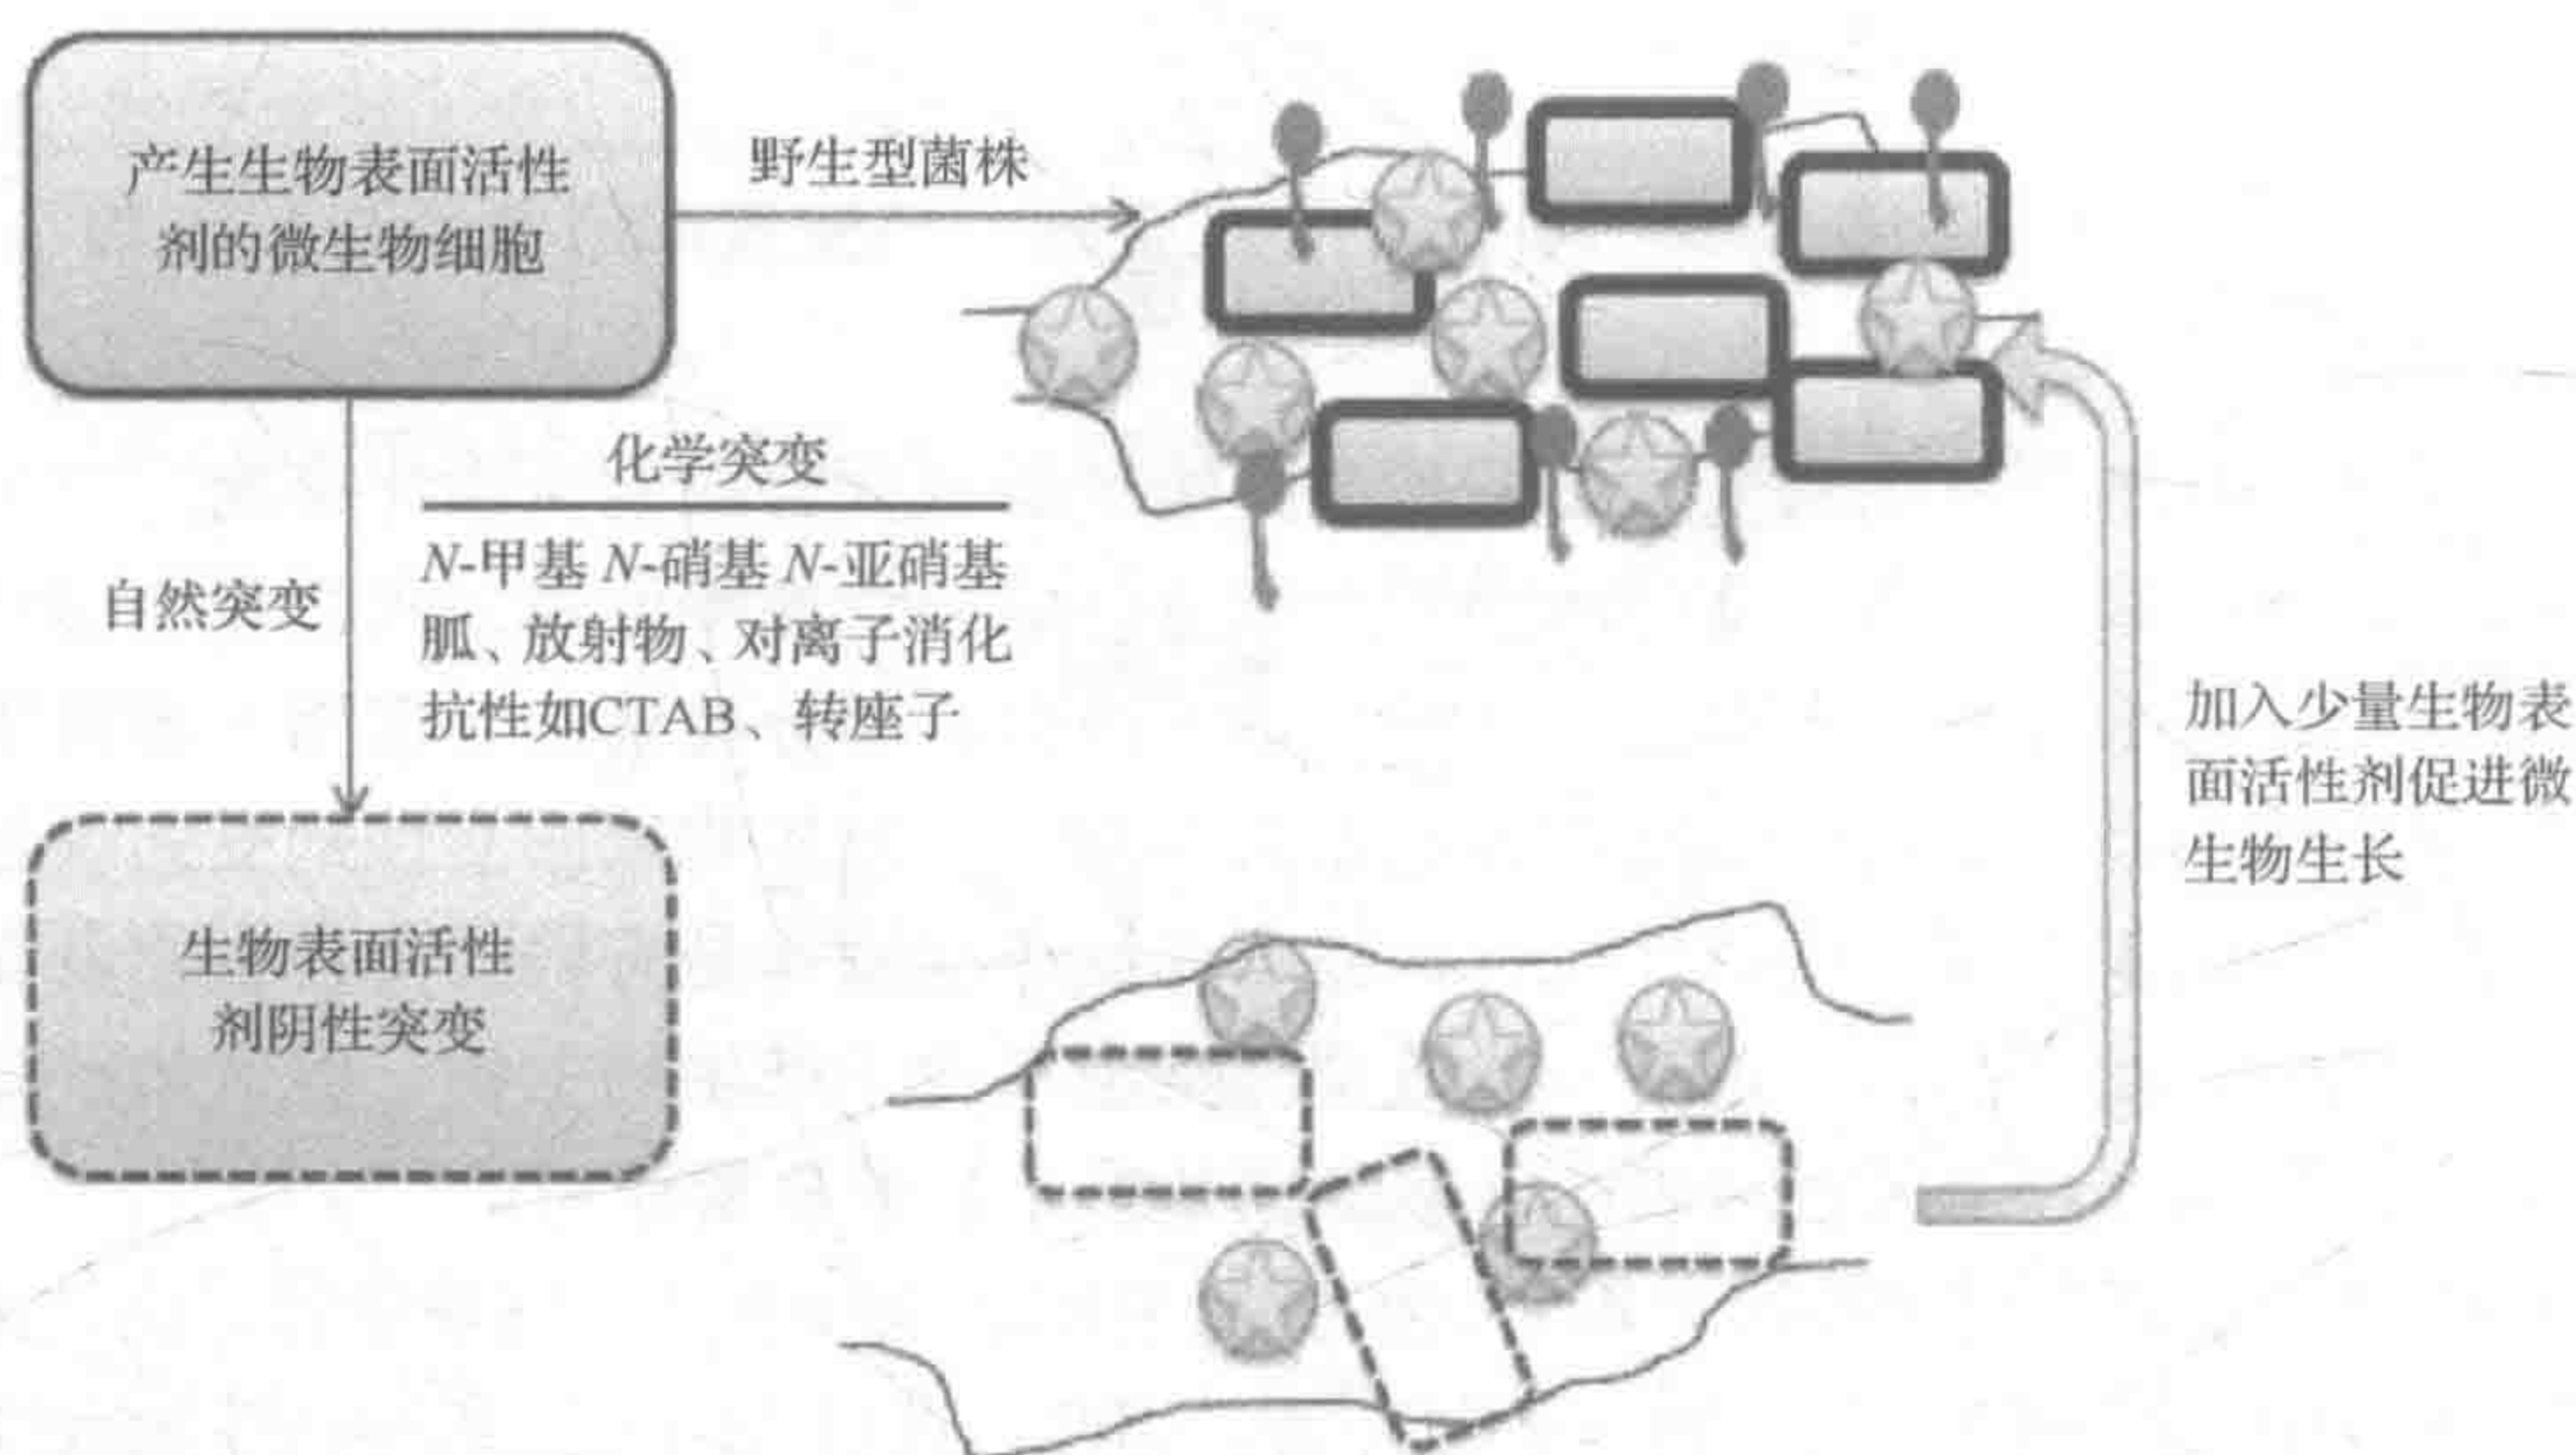 产生生物表面活性
剂的微生物细胞
野生型菌株
化学突变
N-甲基 N-硝基 N-亚硝基
胍、放射物、对离子消化
抗性如CTAB、转座子
自然突变
加入少量生物表
面活性剂促进微
生物生长
生物表面活性
剂阴性突变